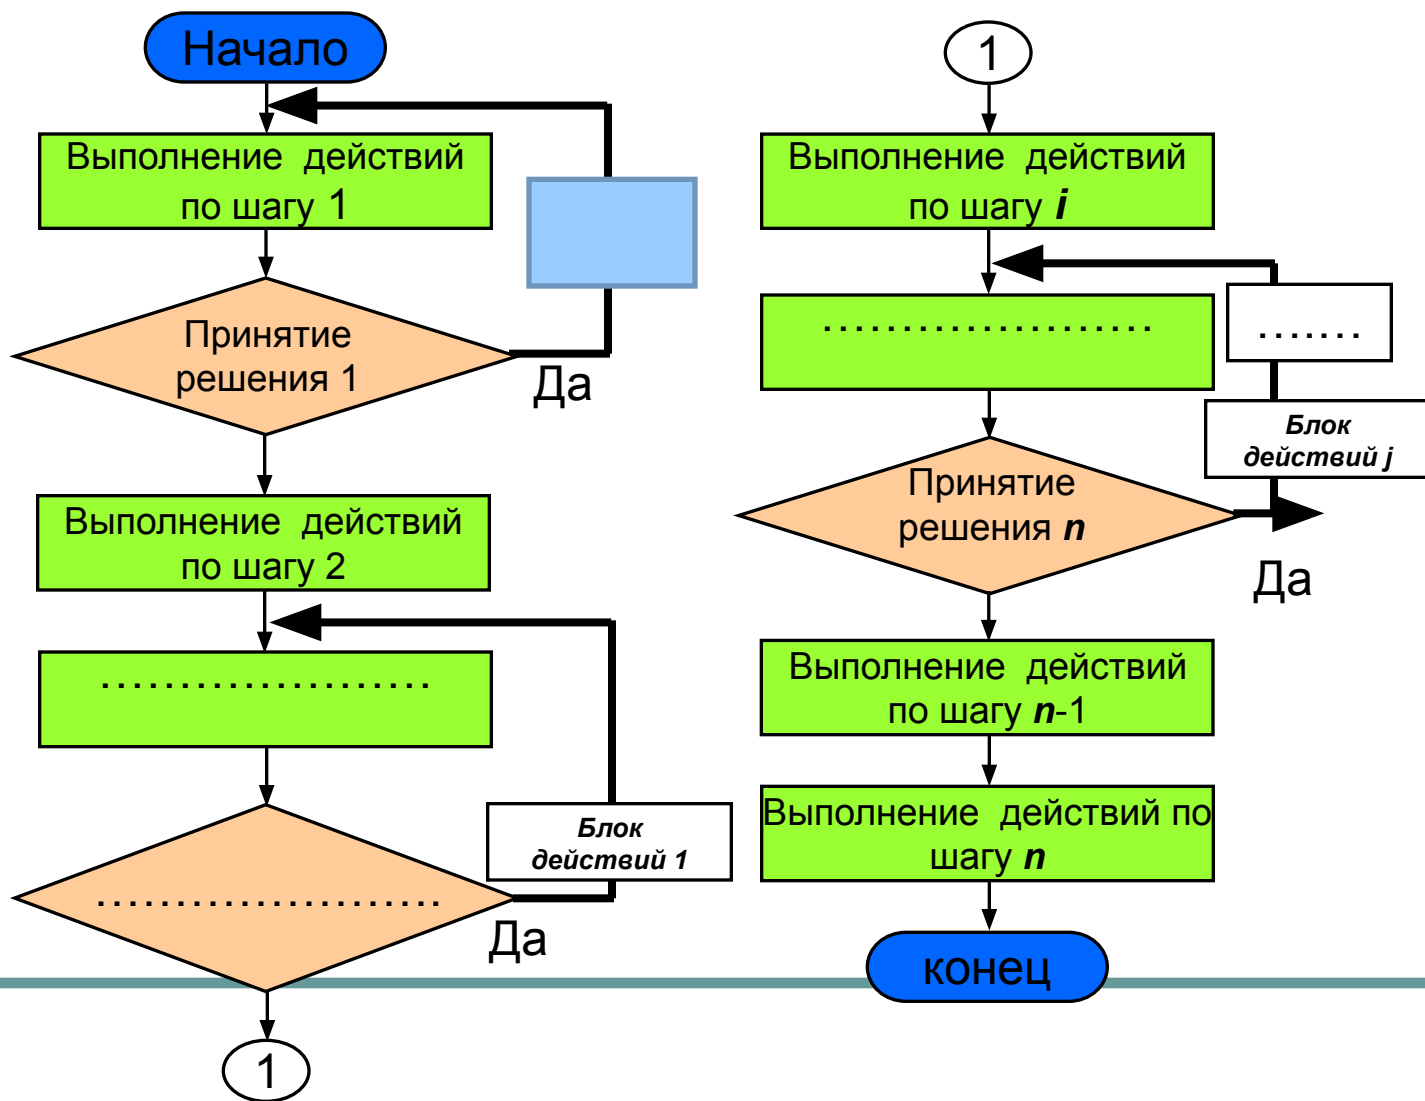 Начало
Выполнение действий
по шагу 1
Принятие
решения 1
Да
Выполнение действий
по шагу 2
.....................
Блок
действий 1
......................
Да
1
1
Выполнение действий
по шагу i
.....................
.......
Блок
действий j
Принятие
решения n
Да
Выполнение действий
по шагу n-1
Выполнение действий по
шагу n
конец